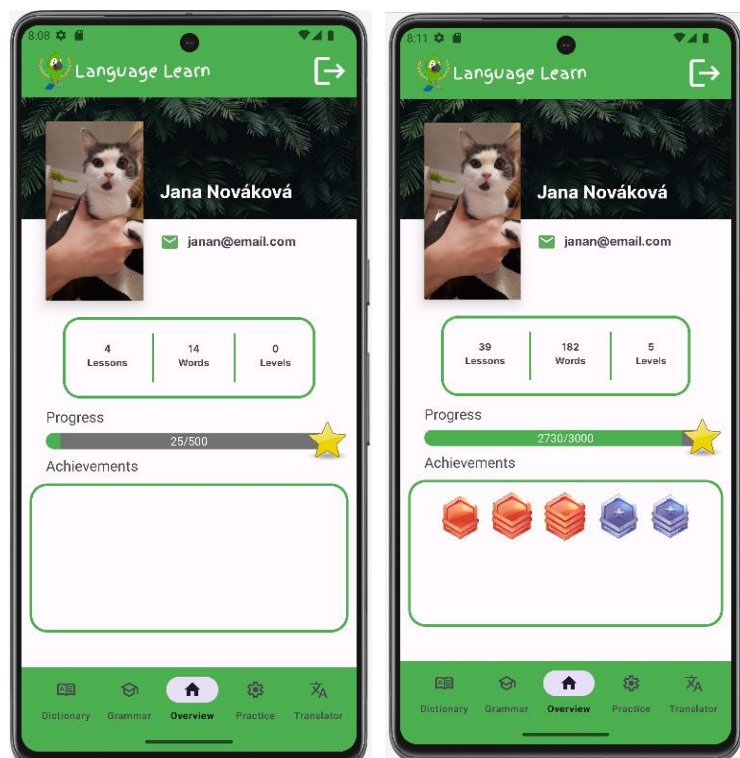 8:08
Language Learn
Jana Nováková
janan@email.com
4 14 0
Lessons Words Levels
Progress
25/500
Achievements
Dictionary Grammar Overview Practice Translator
8:11
Language Learn
Jana Nováková
janan@email.com
39 182 5
Lessons Words Levels
Progress
2730/3000
Achievements
Dictionary Grammar Overview Practice Translator